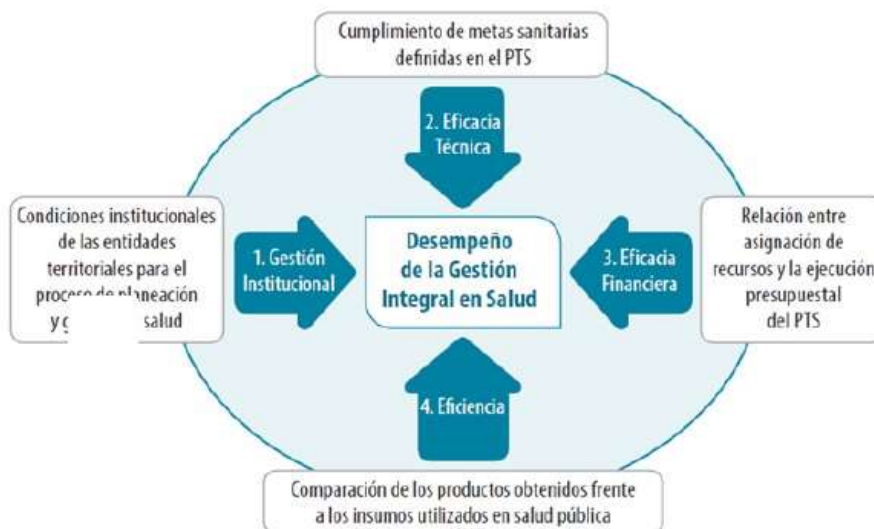 Cumplimiento de metas sanitarias
definidas en el PTS
2. Eficacia
Técnica
Condiciones institucionales
de las entidades
territoriales para el
proceso de planeación
y salud
1. Gestión
Institucional
Desempeño
de la Gestión
Integral en Salud
3. Eficacia
Financiera
Relación entre
asignación de
recursos y la ejecución
presupuestal
del PTS
4. Eficiencia
Comparación de los productos obtenidos frente
a los insumos utilizados en salud pública